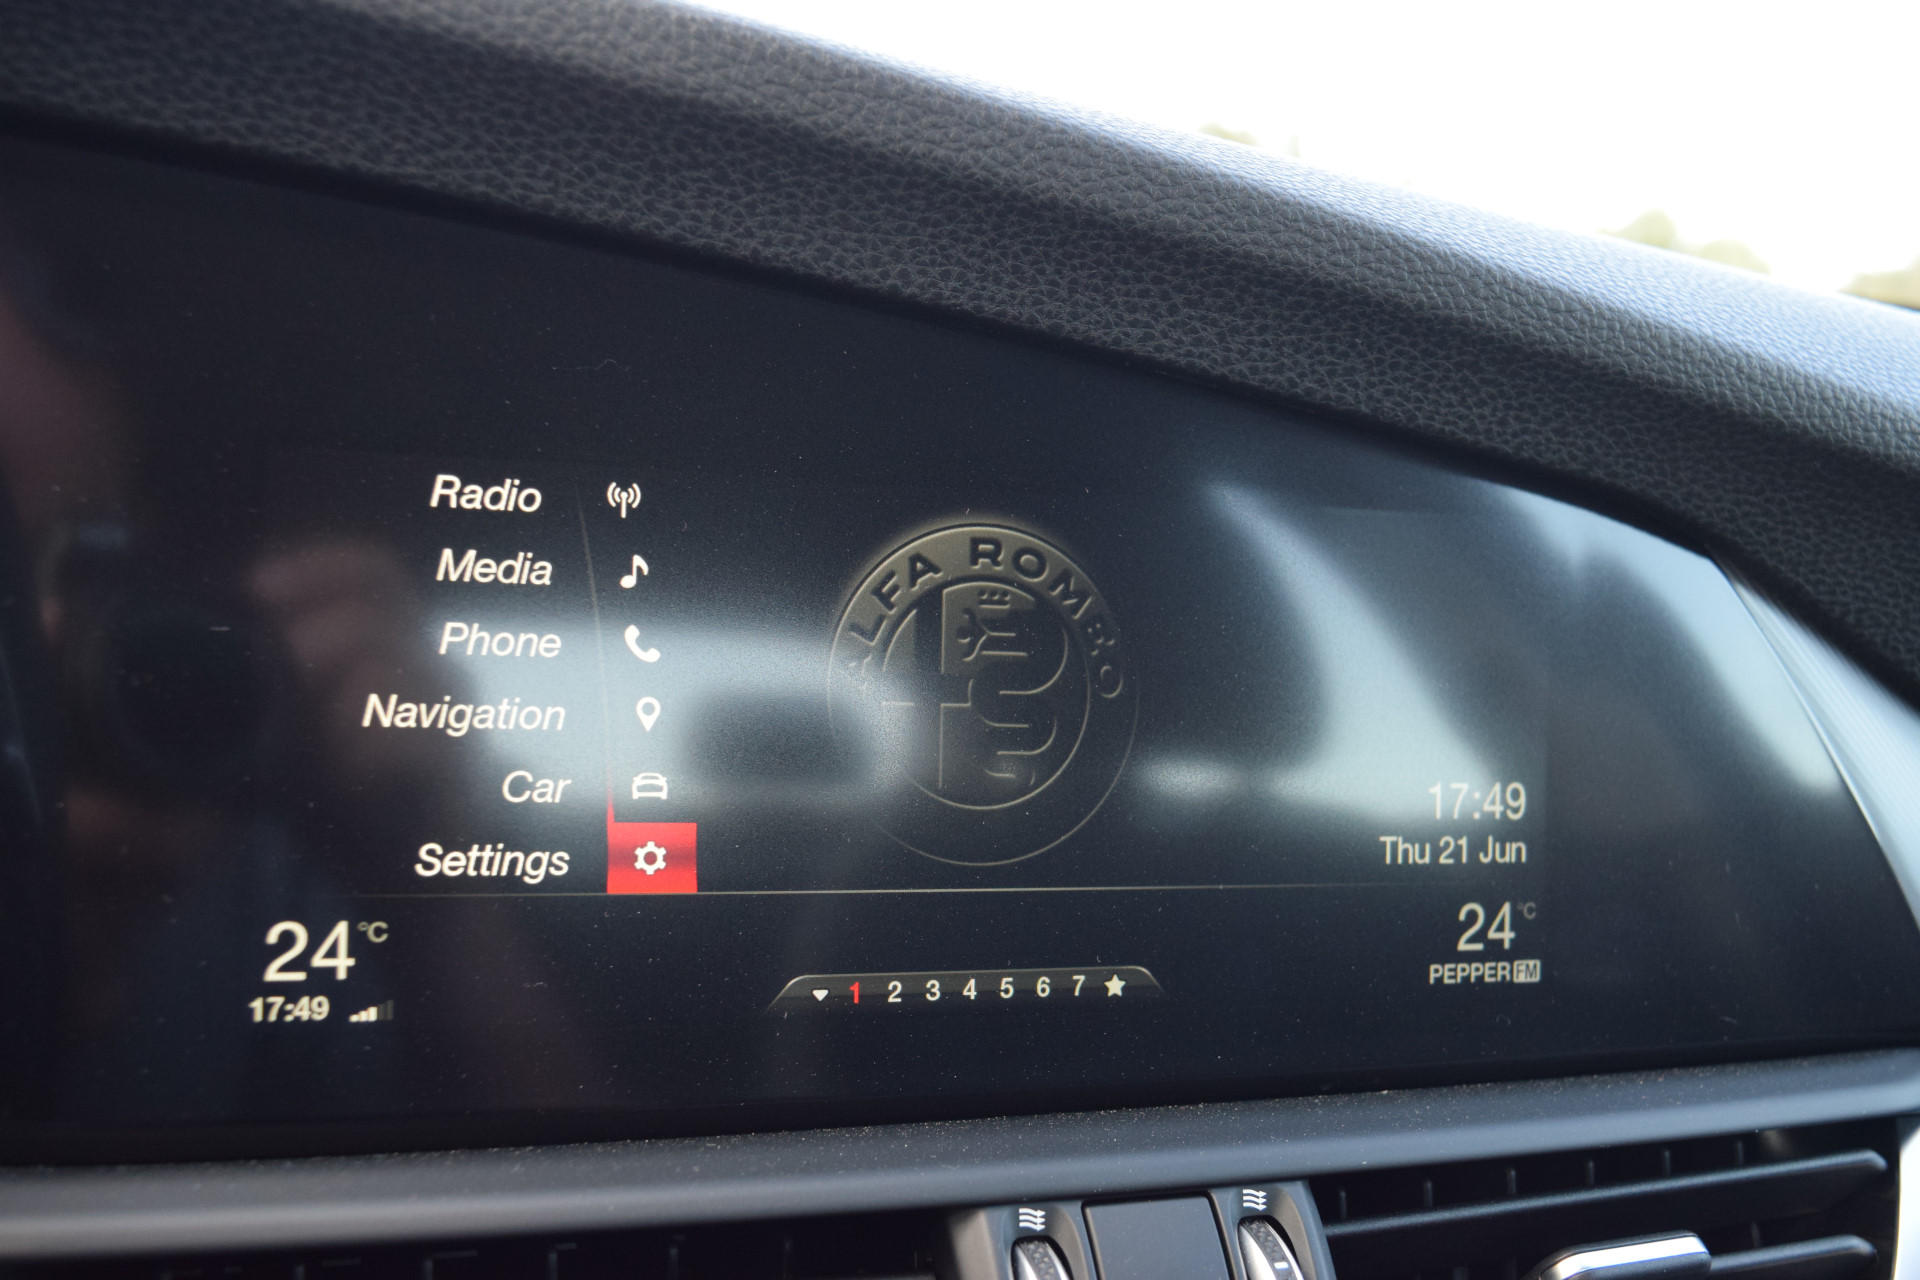 Radio
Media
Phone
Navigation
Car
Settings
ALFA ROMEO
17:49
Thu 21 Jun
24°C
17:49
1 2 3 4 5 6 7
24°C
PEPPER FM